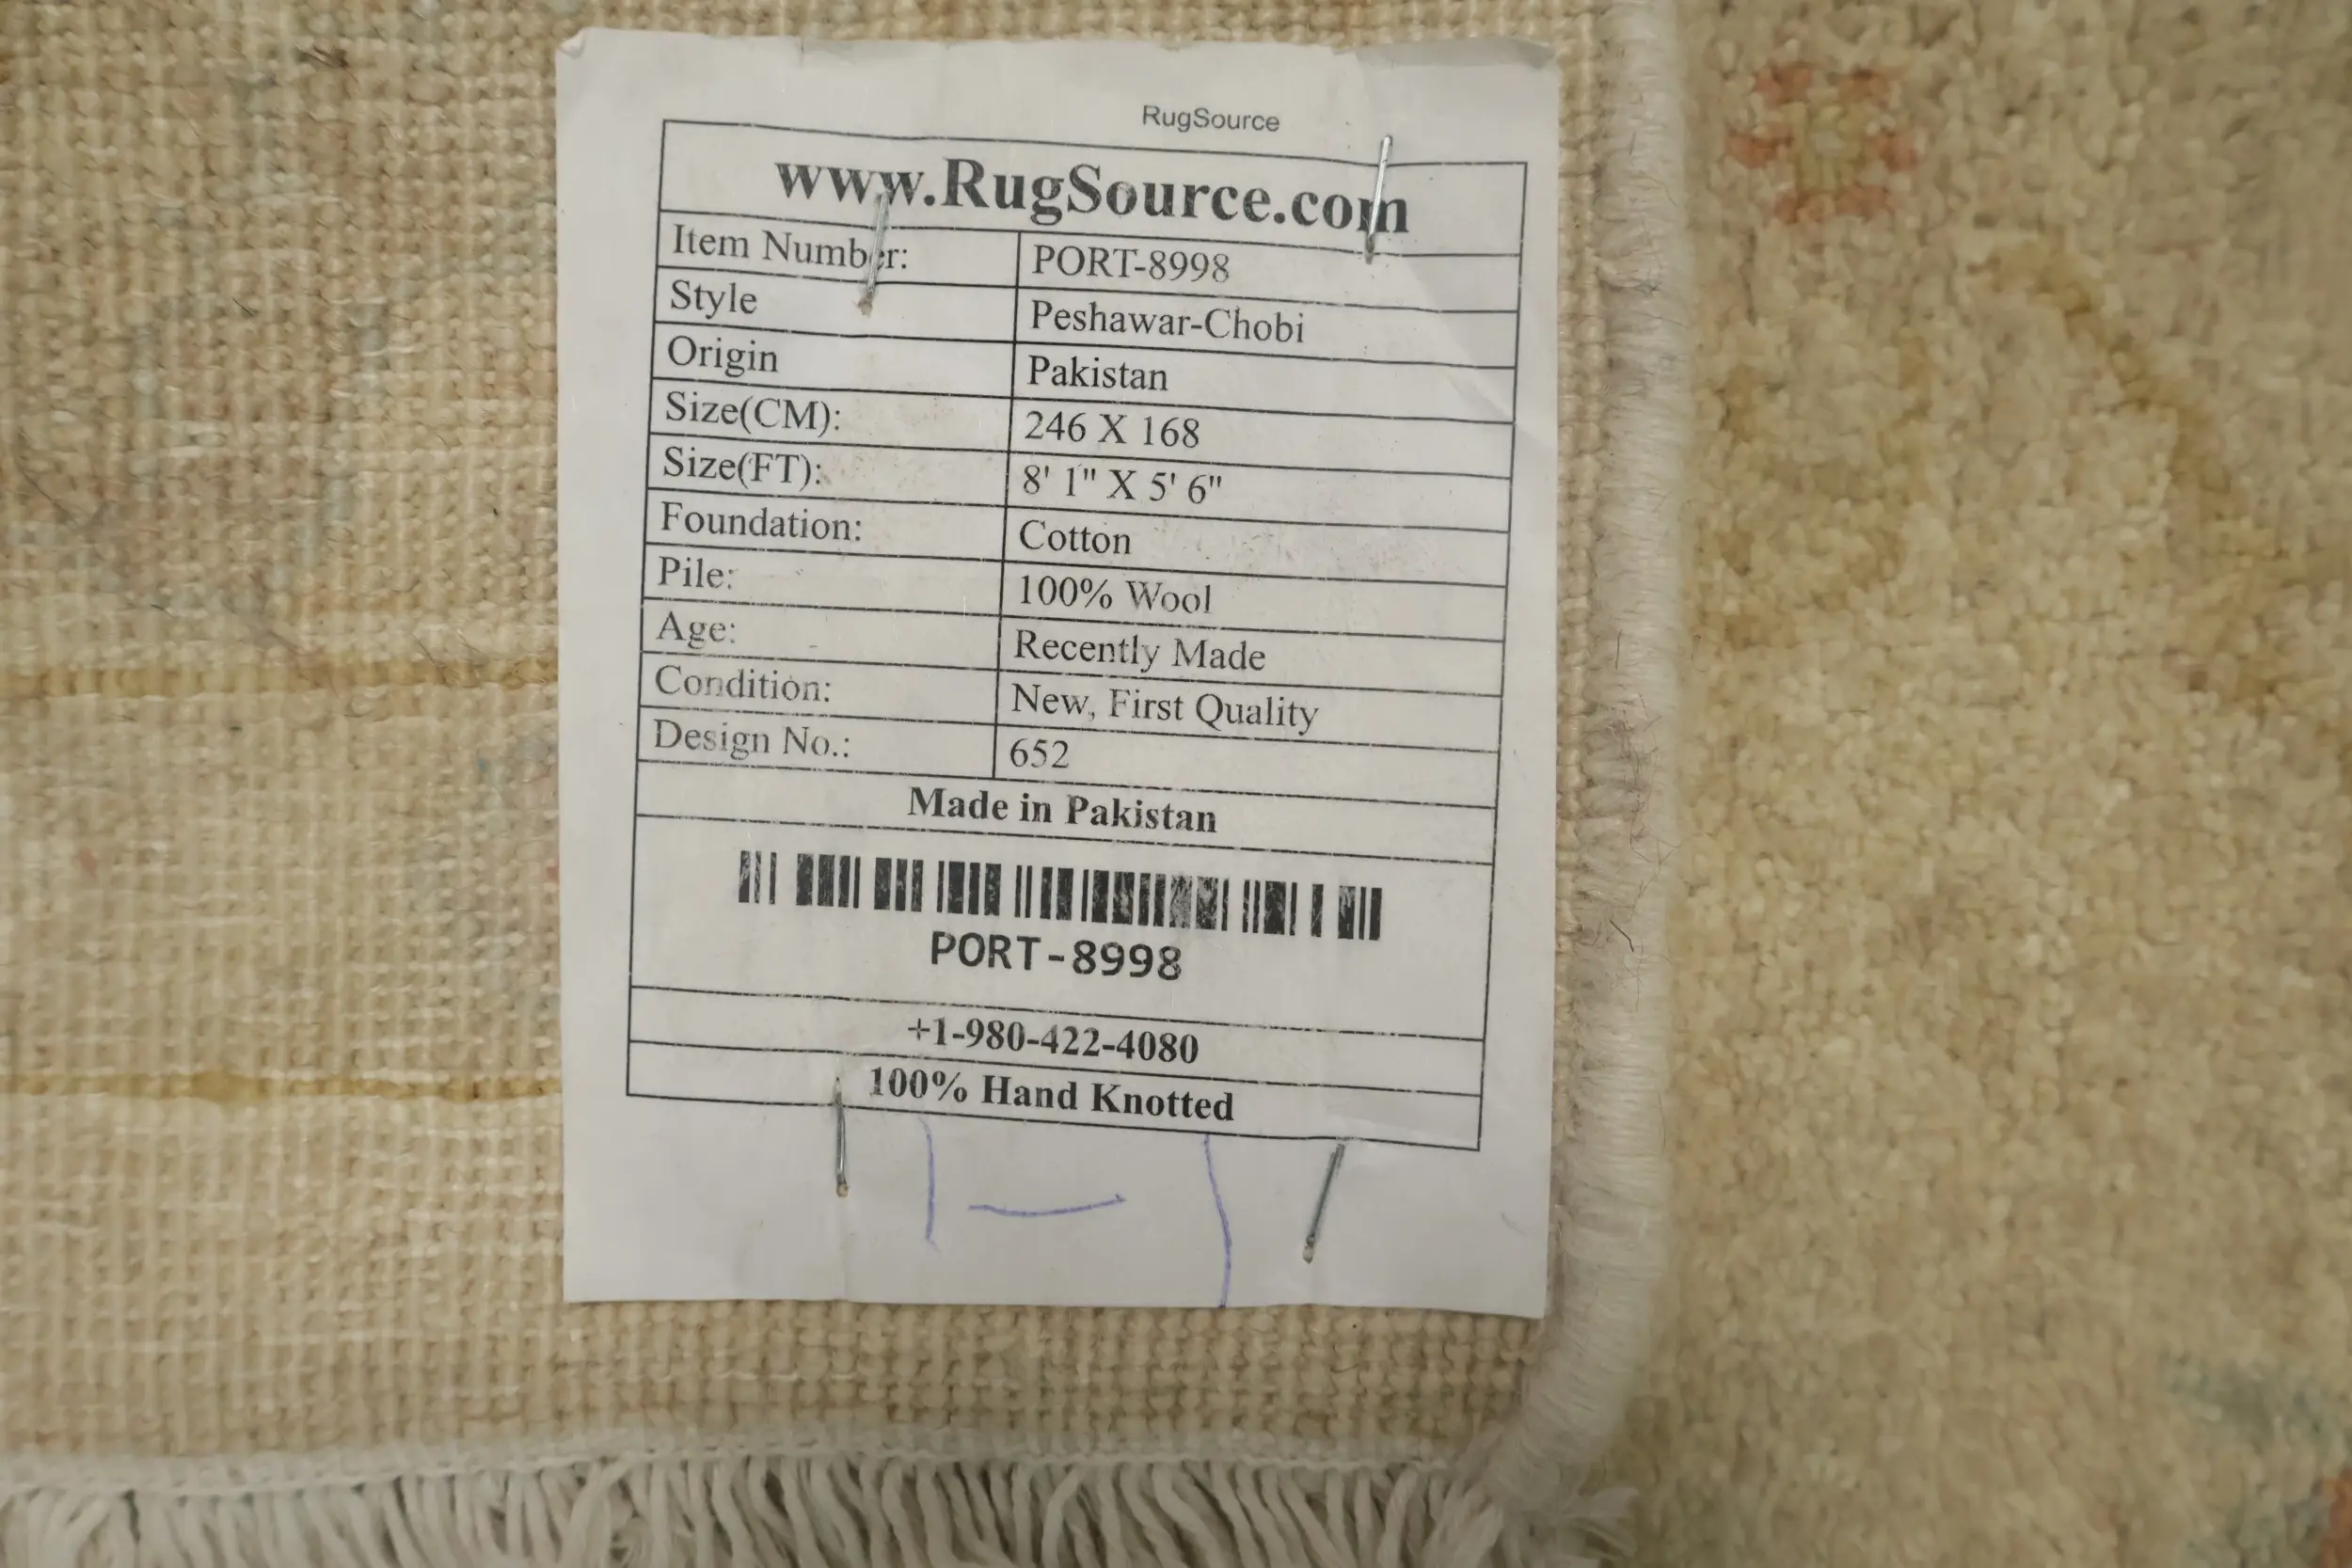 RugSource
www.RugSource.com
Item Number: PORT-8998
Style Peshawar-Chobi
Origin Pakistan
Size(CM): 246 X 168
Size(FT): 8' 1" X 5' 6"
Foundation: Cotton
Pile: 100% Wool
Age: Recently Made
Condition: New, First Quality
Design No.: 652
Made in Pakistan
PORT-8998
+1-980-422-4080
100% Hand Knotted
1-1